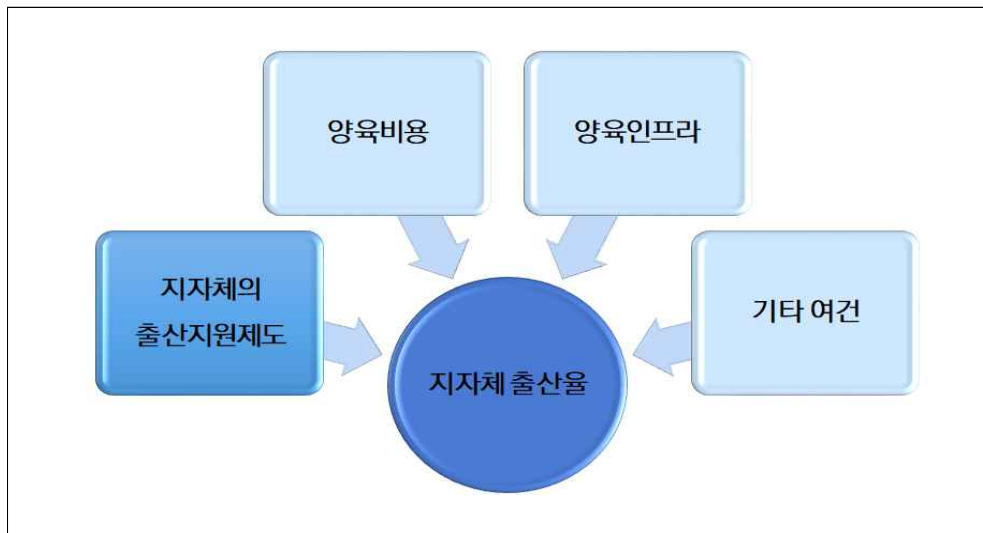 양육비용
양육인프라
지자체의
출산지원제도
기타 여건
지자체 출산율